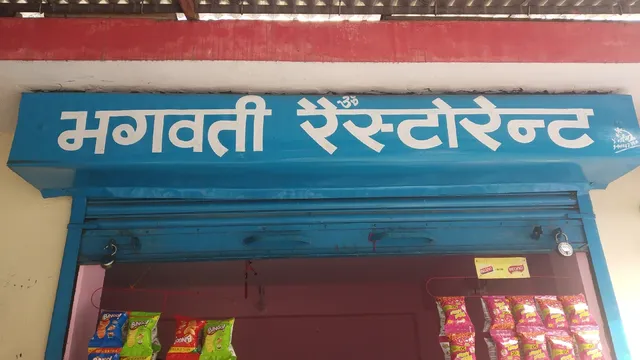 ॐ
भगवती रैस्टोरेन्ट